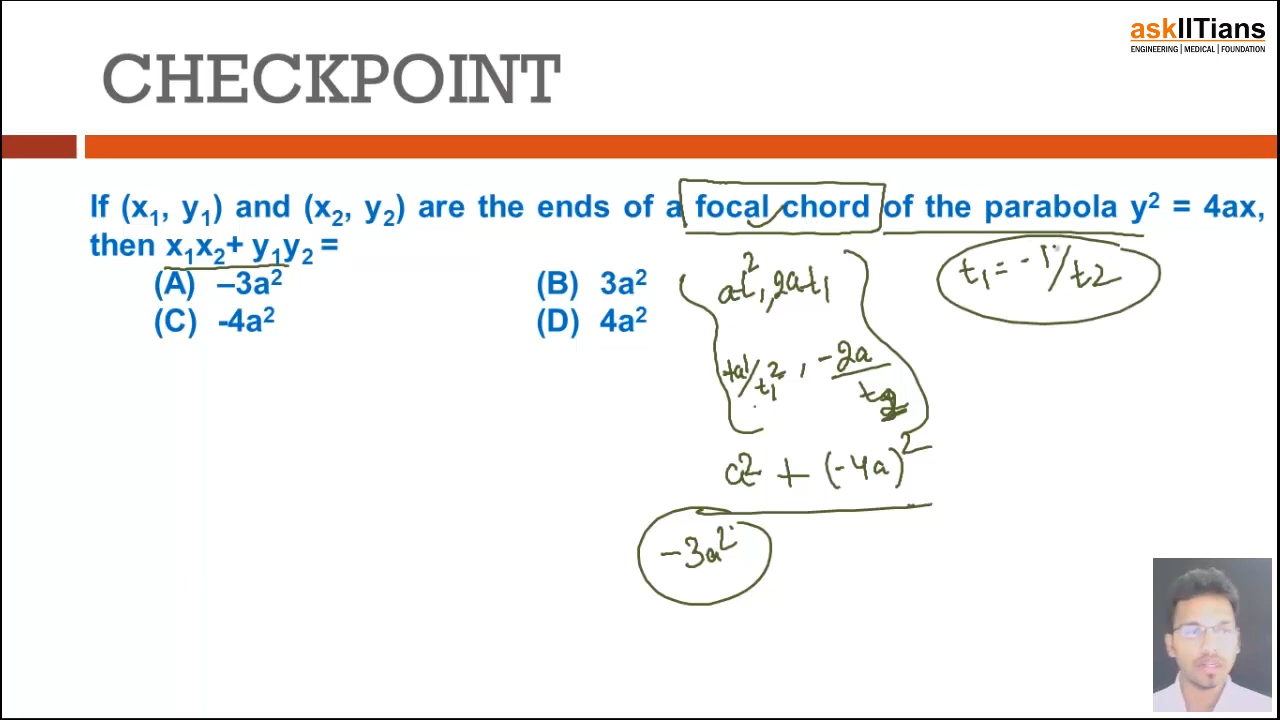 askIITians
ENGINEERING | MEDICAL | FOUNDATION
CHECKPOINT
If (x₁, y₁) and (x₂, y₂) are the ends of a focal chord of the parabola y² = 4ax,
then x₁x₂+ y₁y₂ =
(A) –3a² (B) 3a²
(C) -4a² (D) 4a²
at₁², 2at₁
t₁ = -1/t2
+a/t₁², -2a/t
a² + (-4a)²
-3a²